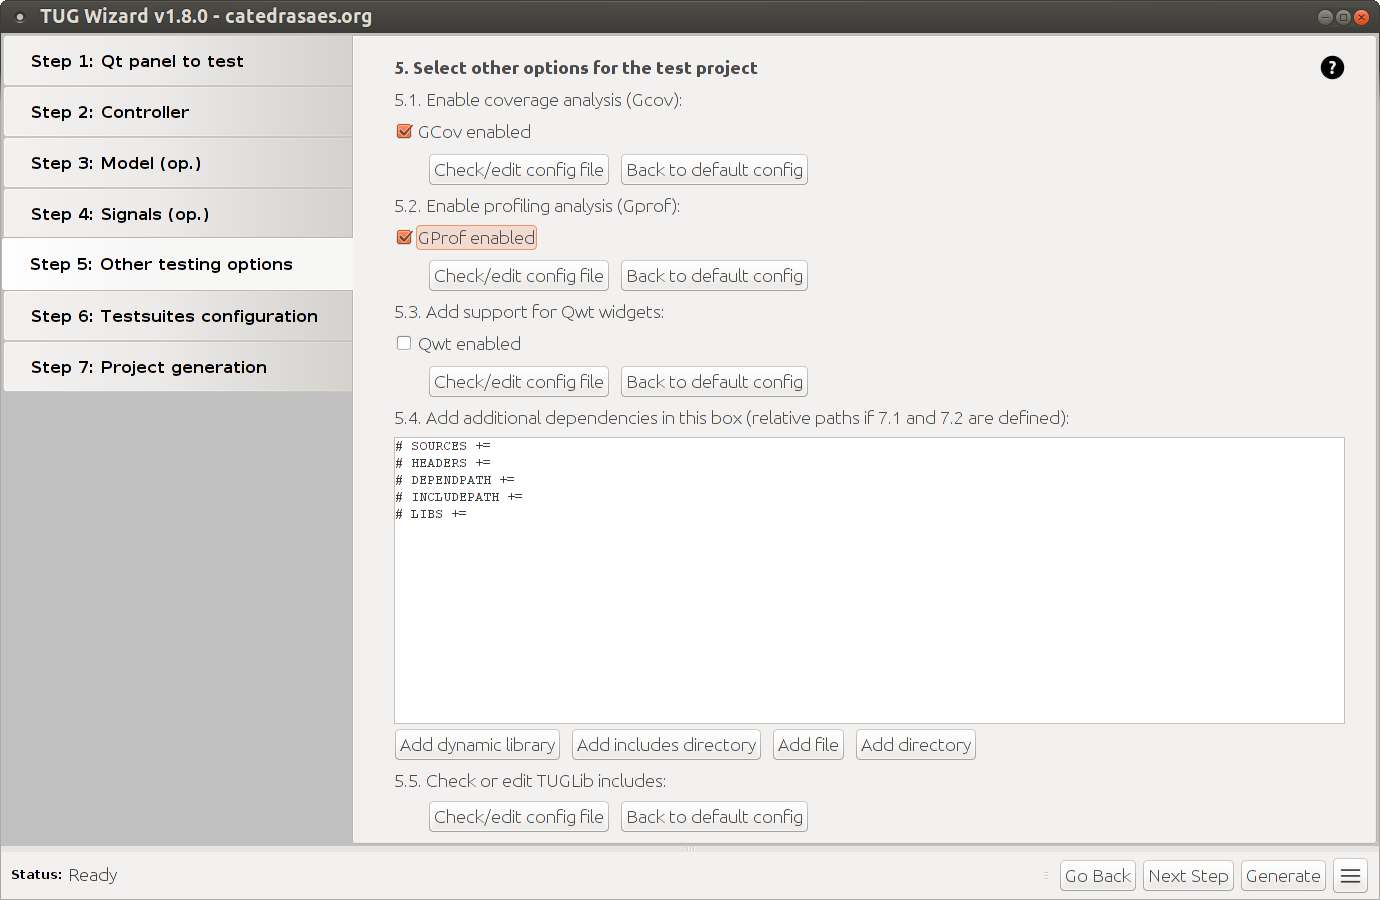 TUG Wizard v1.8.0 - catedrasaes.org
Step 1: Qt panel to test
Step 2: Controller
Step 3: Model (op.)
Step 4: Signals (op.)
Step 5: Other testing options
Step 6: Testsuites configuration
Step 7: Project generation
5. Select other options for the test project
?
5.1. Enable coverage analysis (Gcov):
GCov enabled
Check/edit config file Back to default config
5.2. Enable profiling analysis (Gprof):
GProf enabled
Check/edit config file Back to default config
5.3. Add support for Qwt widgets:
Qwt enabled
Check/edit config file Back to default config
5.4. Add additional dependencies in this box (relative paths if 7.1 and 7.2 are defined):
# SOURCES +=
# HEADERS +=
# DEPENDPATH +=
# INCLUDEPATH +=
# LIBS +=
Add dynamic library Add includes directory Add file Add directory
5.5. Check or edit TUGLib includes:
Check/edit config file Back to default config
Status: Ready
Go Back Next Step Generate